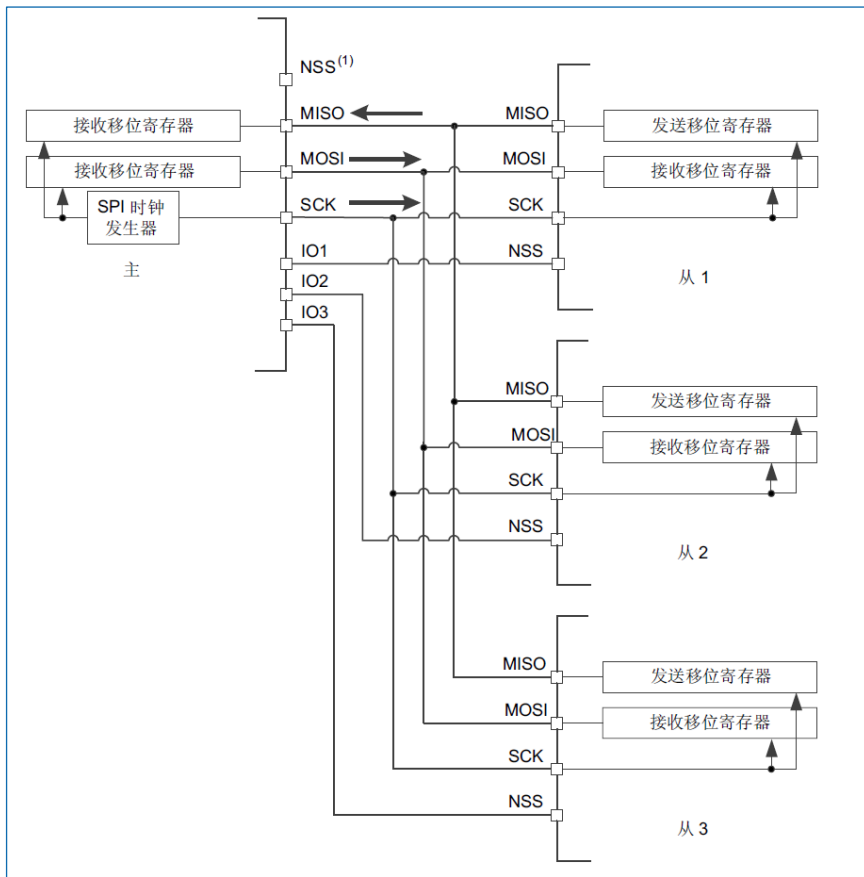 NSS(1)
MISO
MOSI
SCK
IO1
IO2
IO3
接收移位寄存器
接收移位寄存器
SPI 时钟
发生器
主
MISO
MOSI
SCK
NSS
发送移位寄存器
接收移位寄存器
从 1
MISO
MOSI
SCK
NSS
发送移位寄存器
接收移位寄存器
从 2
MISO
MOSI
SCK
NSS
发送移位寄存器
接收移位寄存器
从 3